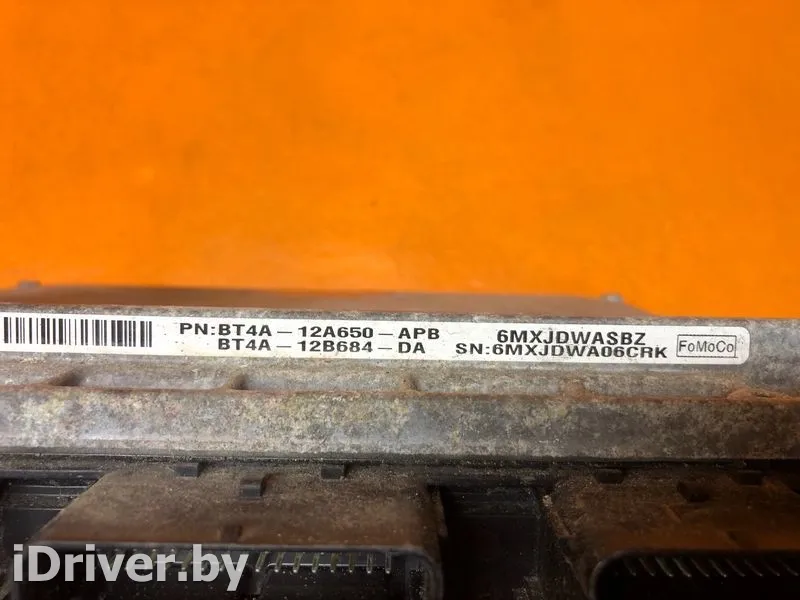 PN:BT4A-12A650-APB 6MXJDWASBZ
BT4A-12B684-DA SN:6MXJDWA06CRK FoMoCo
iDriver.by